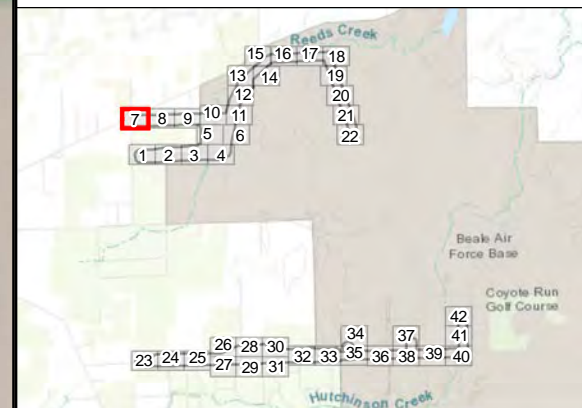 Reeds Creek
15 16 17 18
13 14 19
12 20
7 8 9 10 11 21
5 6 22
1 2 3 4
Beale Air
Force Base
Coyote Run
Golf Course
42
34 37 41
26 28 30
23 24 25 27 29 31 32 33 35 36 38 39 40
Hutchinson Creek